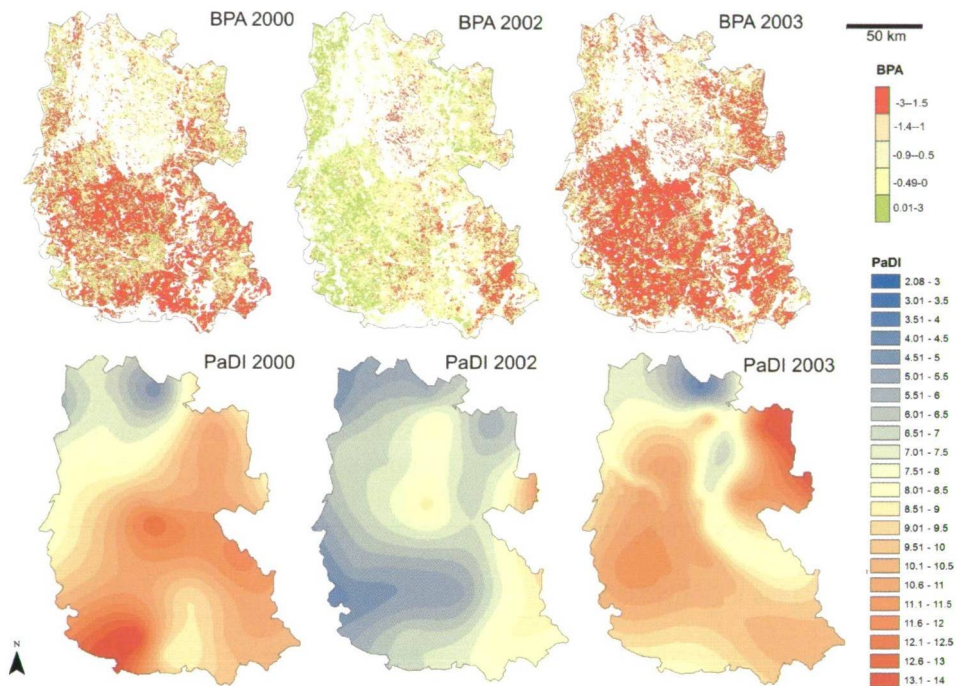 BPA 2000
BPA 2002
BPA 2003
50 km
BPA
-3--1.5
-1.4--1
-0.9--0.5
-0.49-0
0.01-3
PaDI 2000
PaDI 2002
PaDI 2003
PaDI
2.08 - 3
3.01 - 3.5
3.51 - 4
4.01 - 4.5
4.51 - 5
5.01 - 5.5
5.51 - 6
6.01 - 6.5
6.51 - 7
7.01 - 7.5
7.51 - 8
8.01 - 8.5
8.51 - 9
9.01 - 9.5
9.51 - 10
10.1 - 10.5
10.6 - 11
11.1 - 11.5
11.6 - 12
12.1 - 12.5
12.6 - 13
13.1 - 14
N